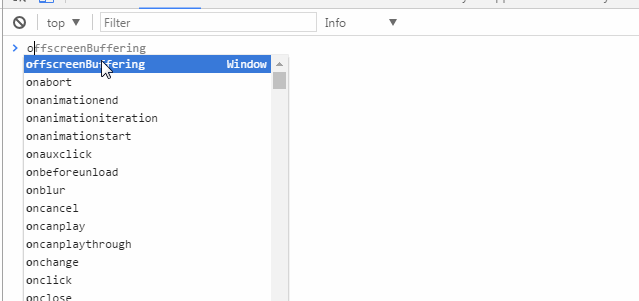 top ▼ Filter Info ▼
> offscreenBuffering
offscreenBuffering Window
onabort
onanimationend
onanimationiteration
onanimationstart
onauxclick
onbeforeunload
onblur
oncancel
oncanplay
oncanplaythrough
onchange
onclick
onclose